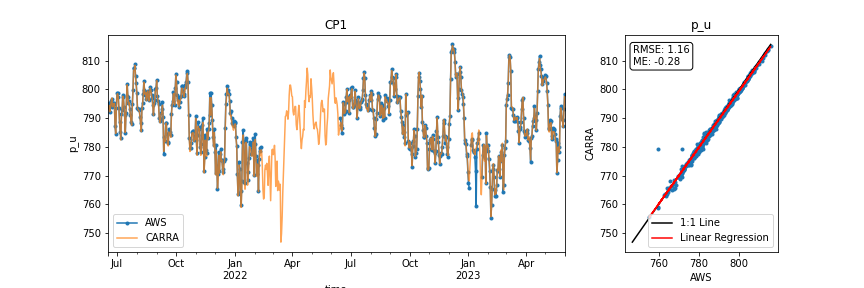 CP1
p_u
810
800
790
780
770
760
750
p_u
AWS
CARRA
Jul
Oct
Jan
2022
Apr
Jul
Oct
Jan
2023
Apr
p_u
RMSE: 1.16
ME: -0.28
810
800
790
780
770
760
750
CARRA
1:1 Line
Linear Regression
760
780
800
AWS